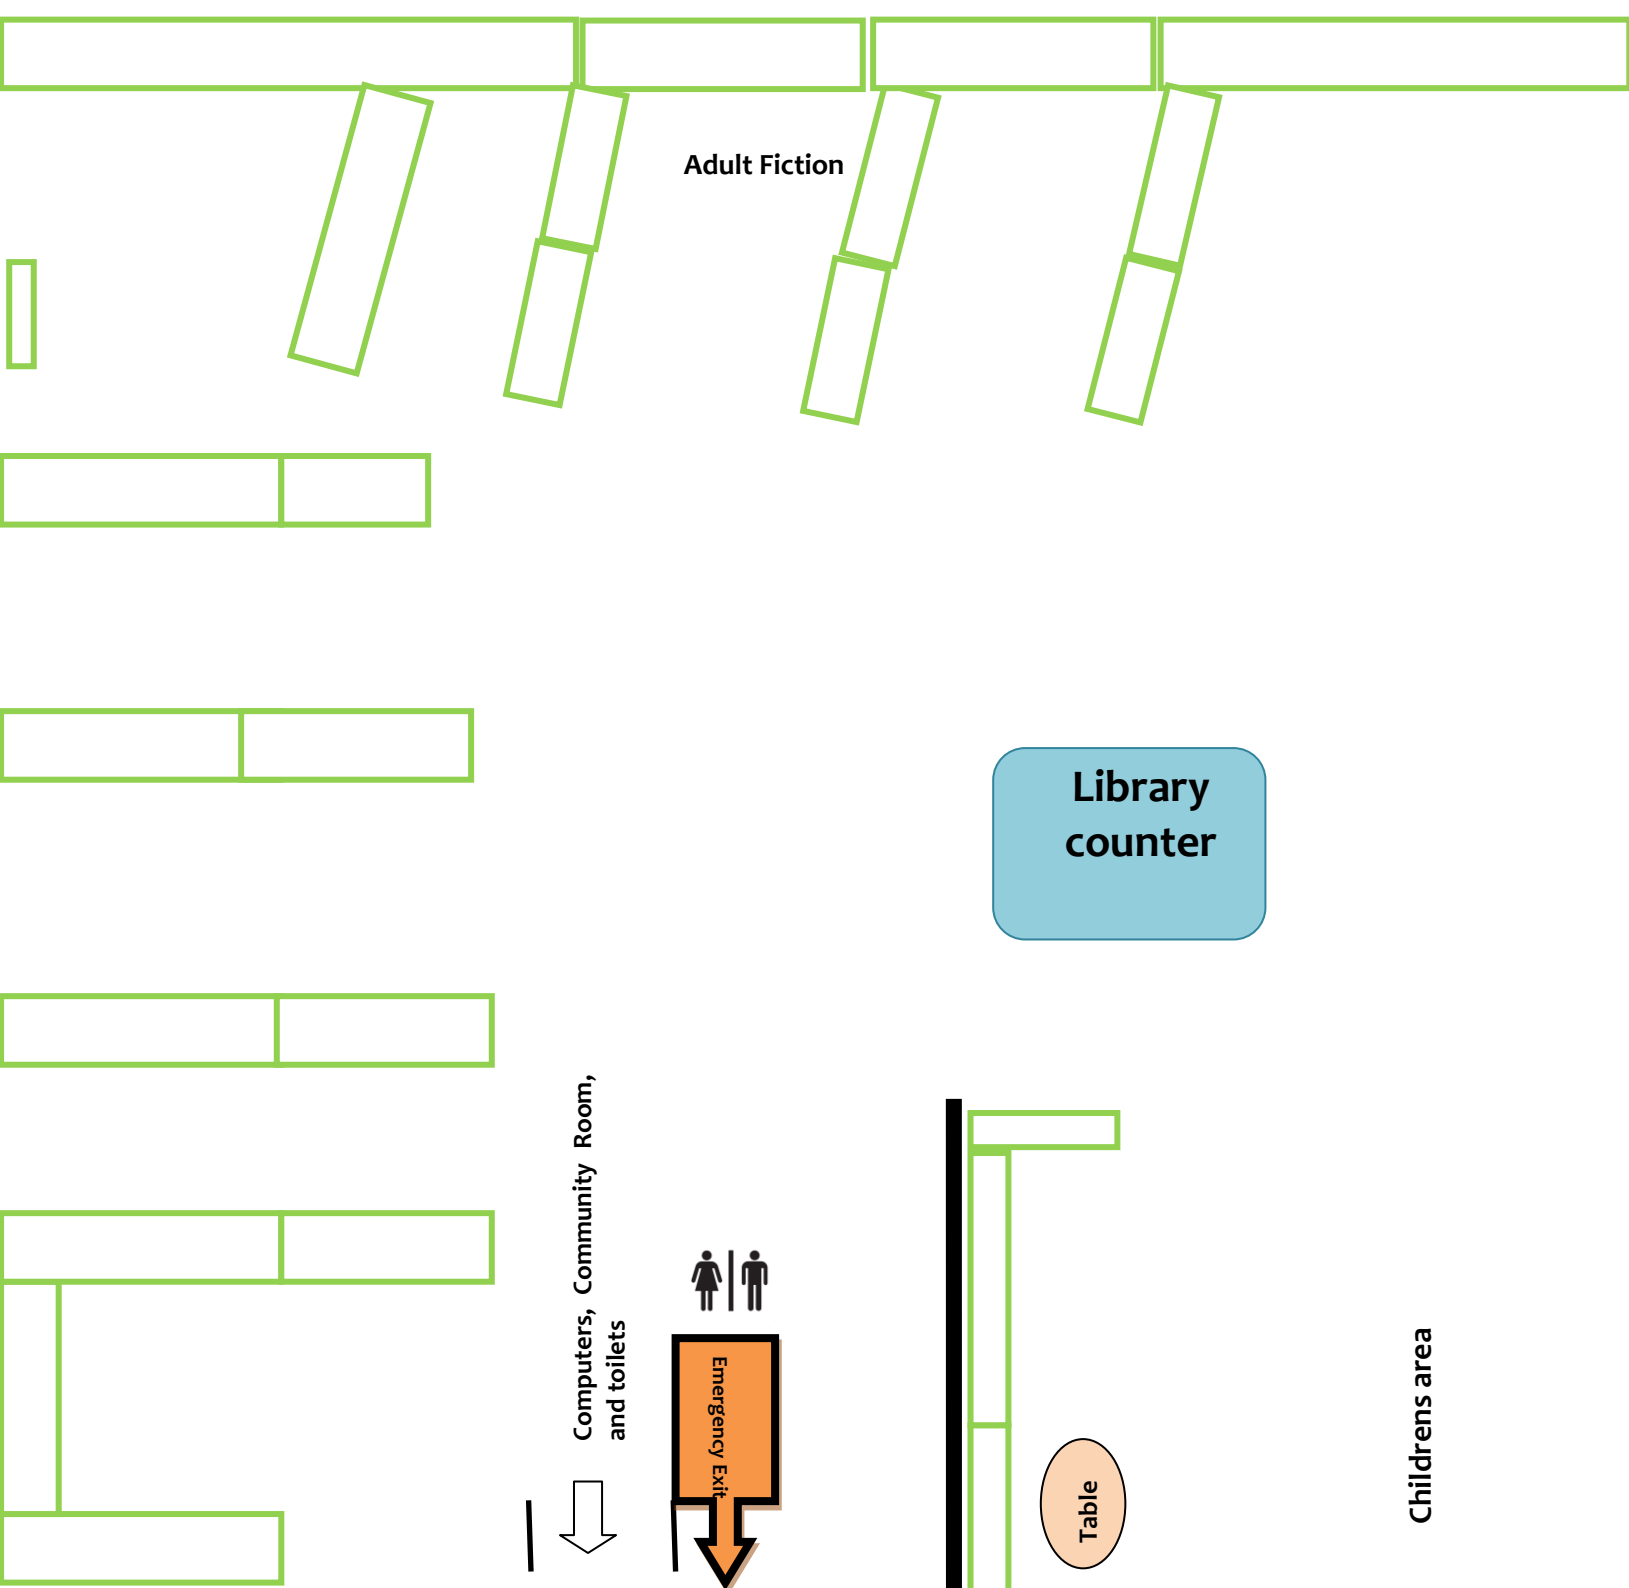 Adult Fiction
Library
counter
Computers, Community Room,
and toilets
Emergency Exit
Table
Childrens area